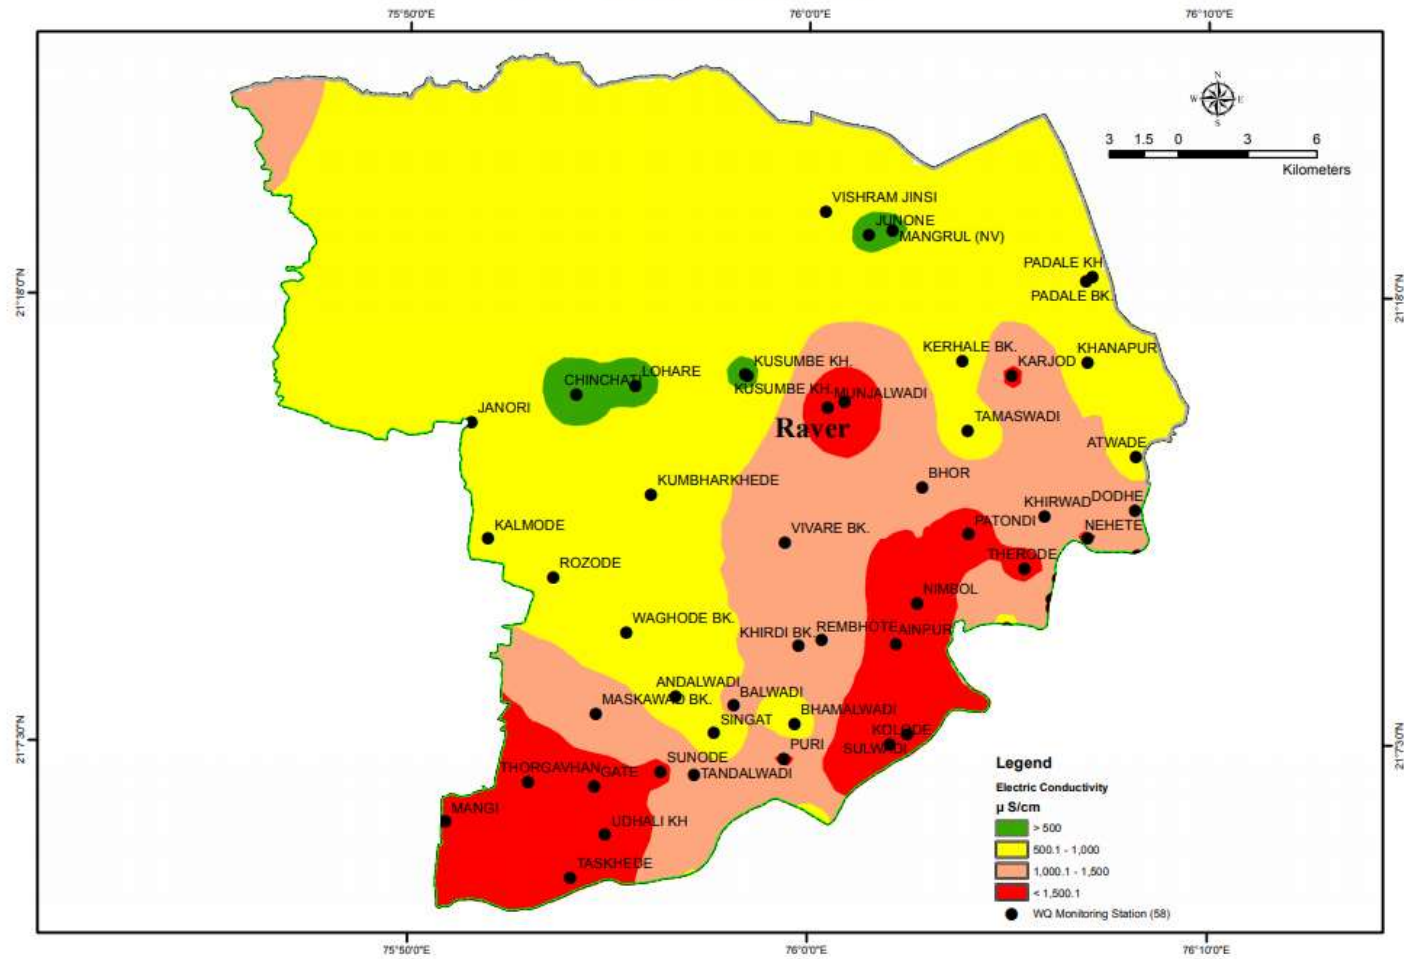 75°50'0"E
76°0'0"E
76°10'0"E
N
W E
S
3 1.5 0 3 6
Kilometers
VISHRAM JINSI
JUNONE
MANGRUL (NV)
PADALE KH
PADALE BK.
21°18'0"N
21°18'0"N
KERHALE BK.
KHANAPUR
KUSUMBE KH.
KARJOD
LOHARE
CHINCHATI
KUSUMBE KH.
MUNJALWADI
JANORI
TAMASWADI
Raver
ATWADE
BHOR
KUMBHARKHEDE
DODHE
KHIRWAD
KALMODE
VIVARE BK.
PATONDI
NEHETE
ROZODE
THERODE
NIMBOL
WAGHODE BK.
KHIRDI BK.
REMBHOTE
AINPUR
ANDALWADI
MASKAWAD BK.
BALWADI
BHAMALWADI
SINGAT
KOLODE
SULWADI
PURI
SUNODE
TANDALWADI
THORGAVHAN
GATE
MANGI
UDHALI KH
TASKHEDE
21°7'30"N
21°7'30"N
Legend
Electric Conductivity
µ S/cm
> 500
500.1 - 1,000
1,000.1 - 1,500
< 1,500.1
WQ Monitoring Station (58)
75°50'0"E
76°0'0"E
76°10'0"E